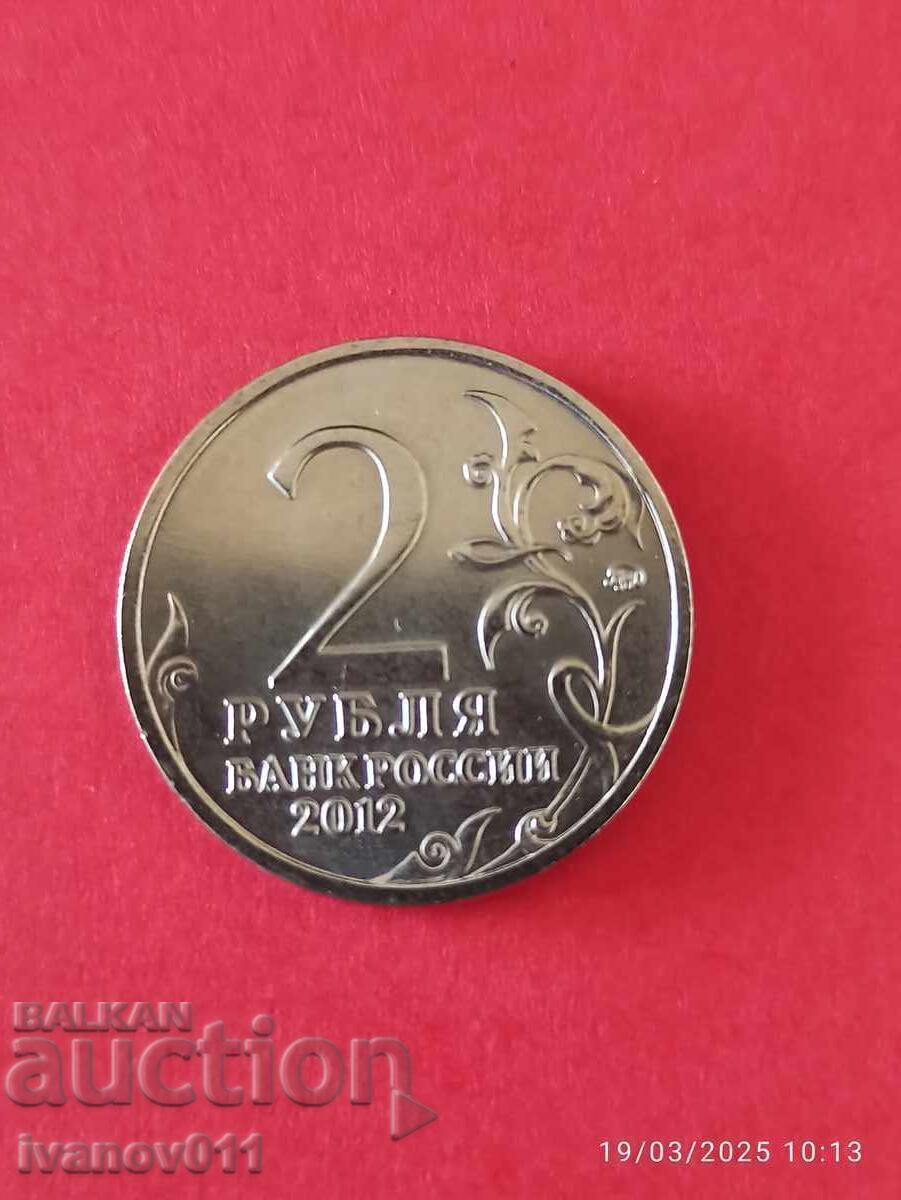 2
РУБЛЯ
БАНК РОССИИ
2012
BALKAN
auction
ivanov011
19/03/2025 10:13